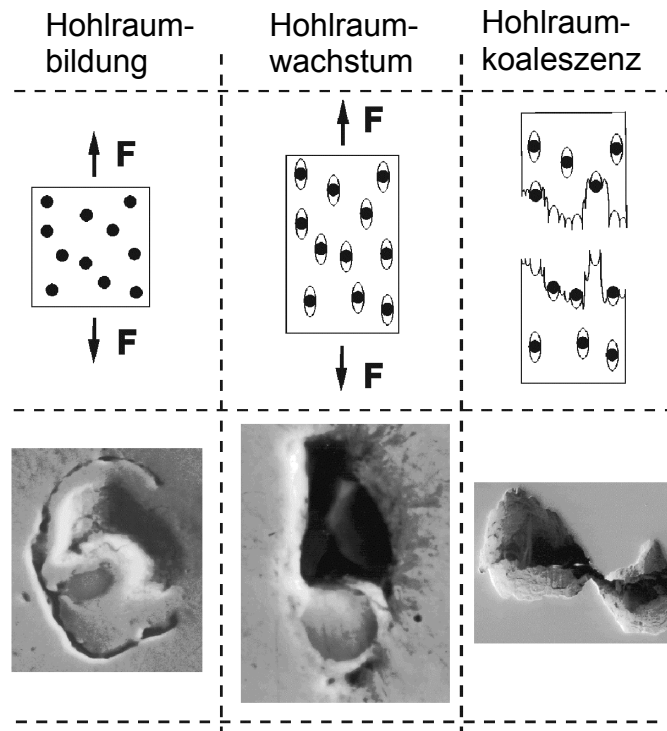 Hohlraum-
bildung
Hohlraum-
wachstum
Hohlraum-
koaleszenz
F
F
F
F